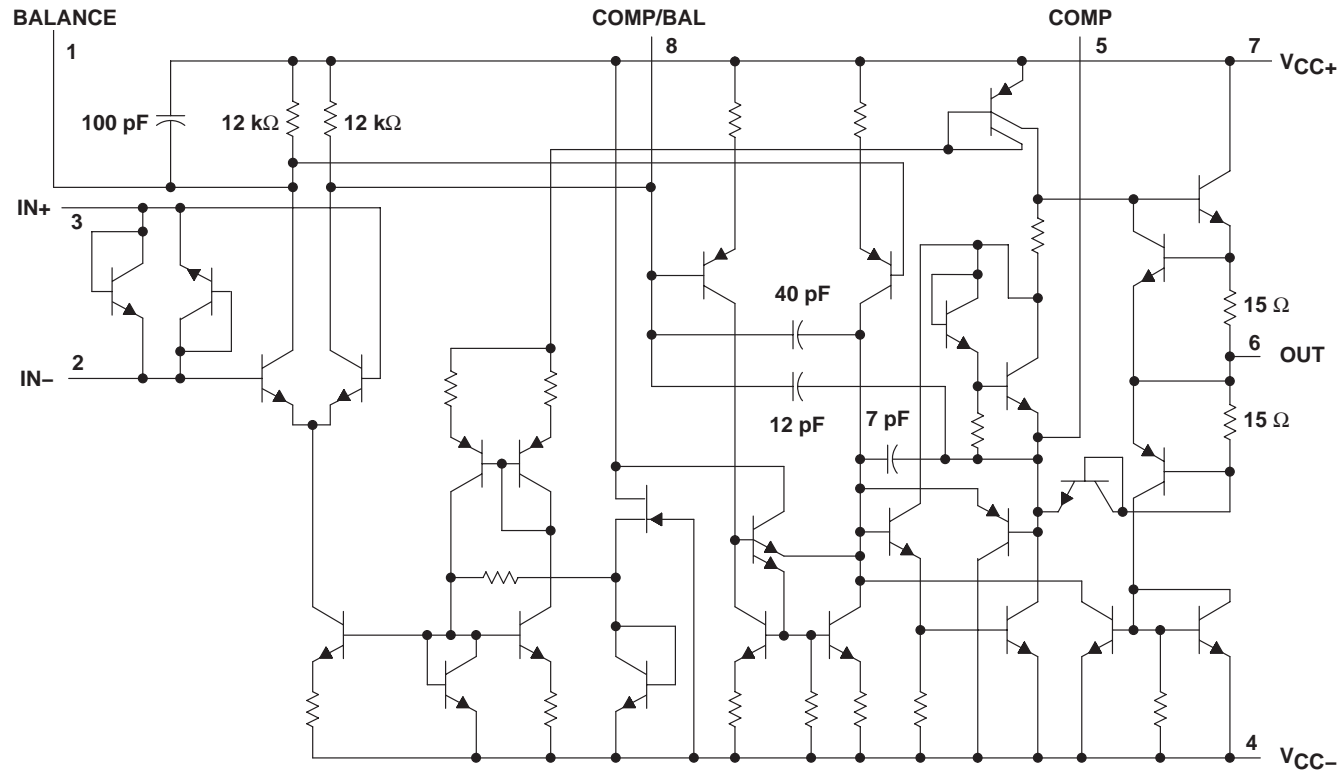 BALANCE
COMP/BAL
COMP
1
8
5
7
VCC+
100 pF
12 kΩ
12 kΩ
IN+
3
40 pF
15 Ω
6
OUT
2
IN–
12 pF
7 pF
15 Ω
4
VCC–